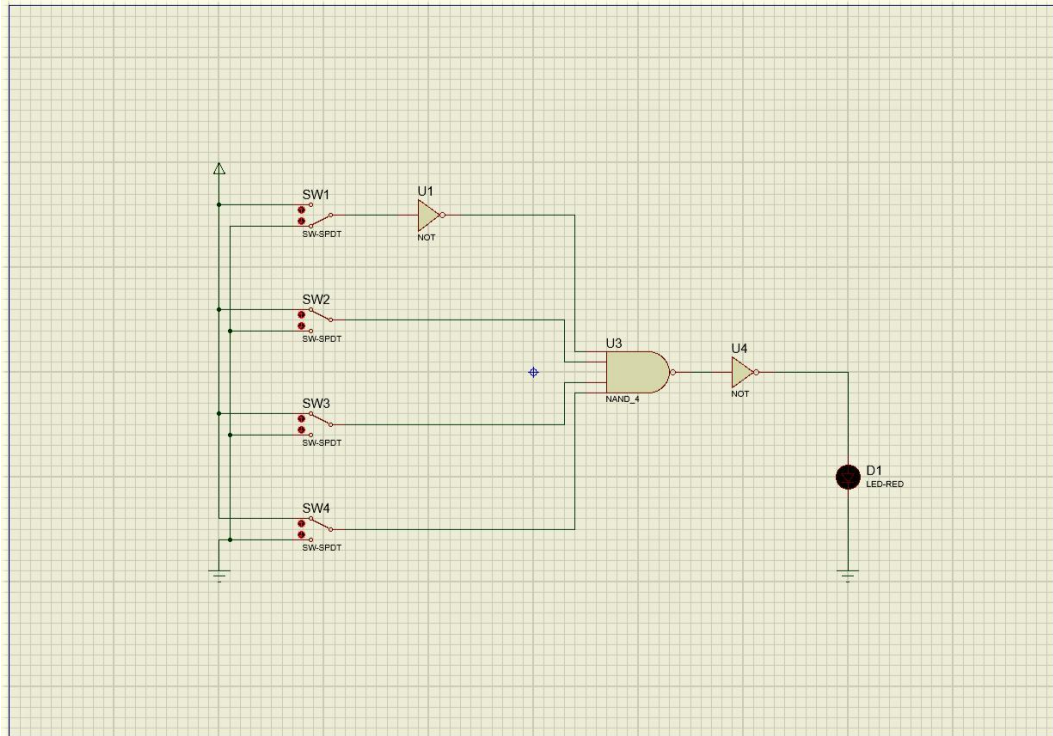 SW1
SW-SPDT
U1
NOT
SW2
SW-SPDT
U3
NAND_4
U4
NOT
SW3
SW-SPDT
D1
LED-RED
SW4
SW-SPDT